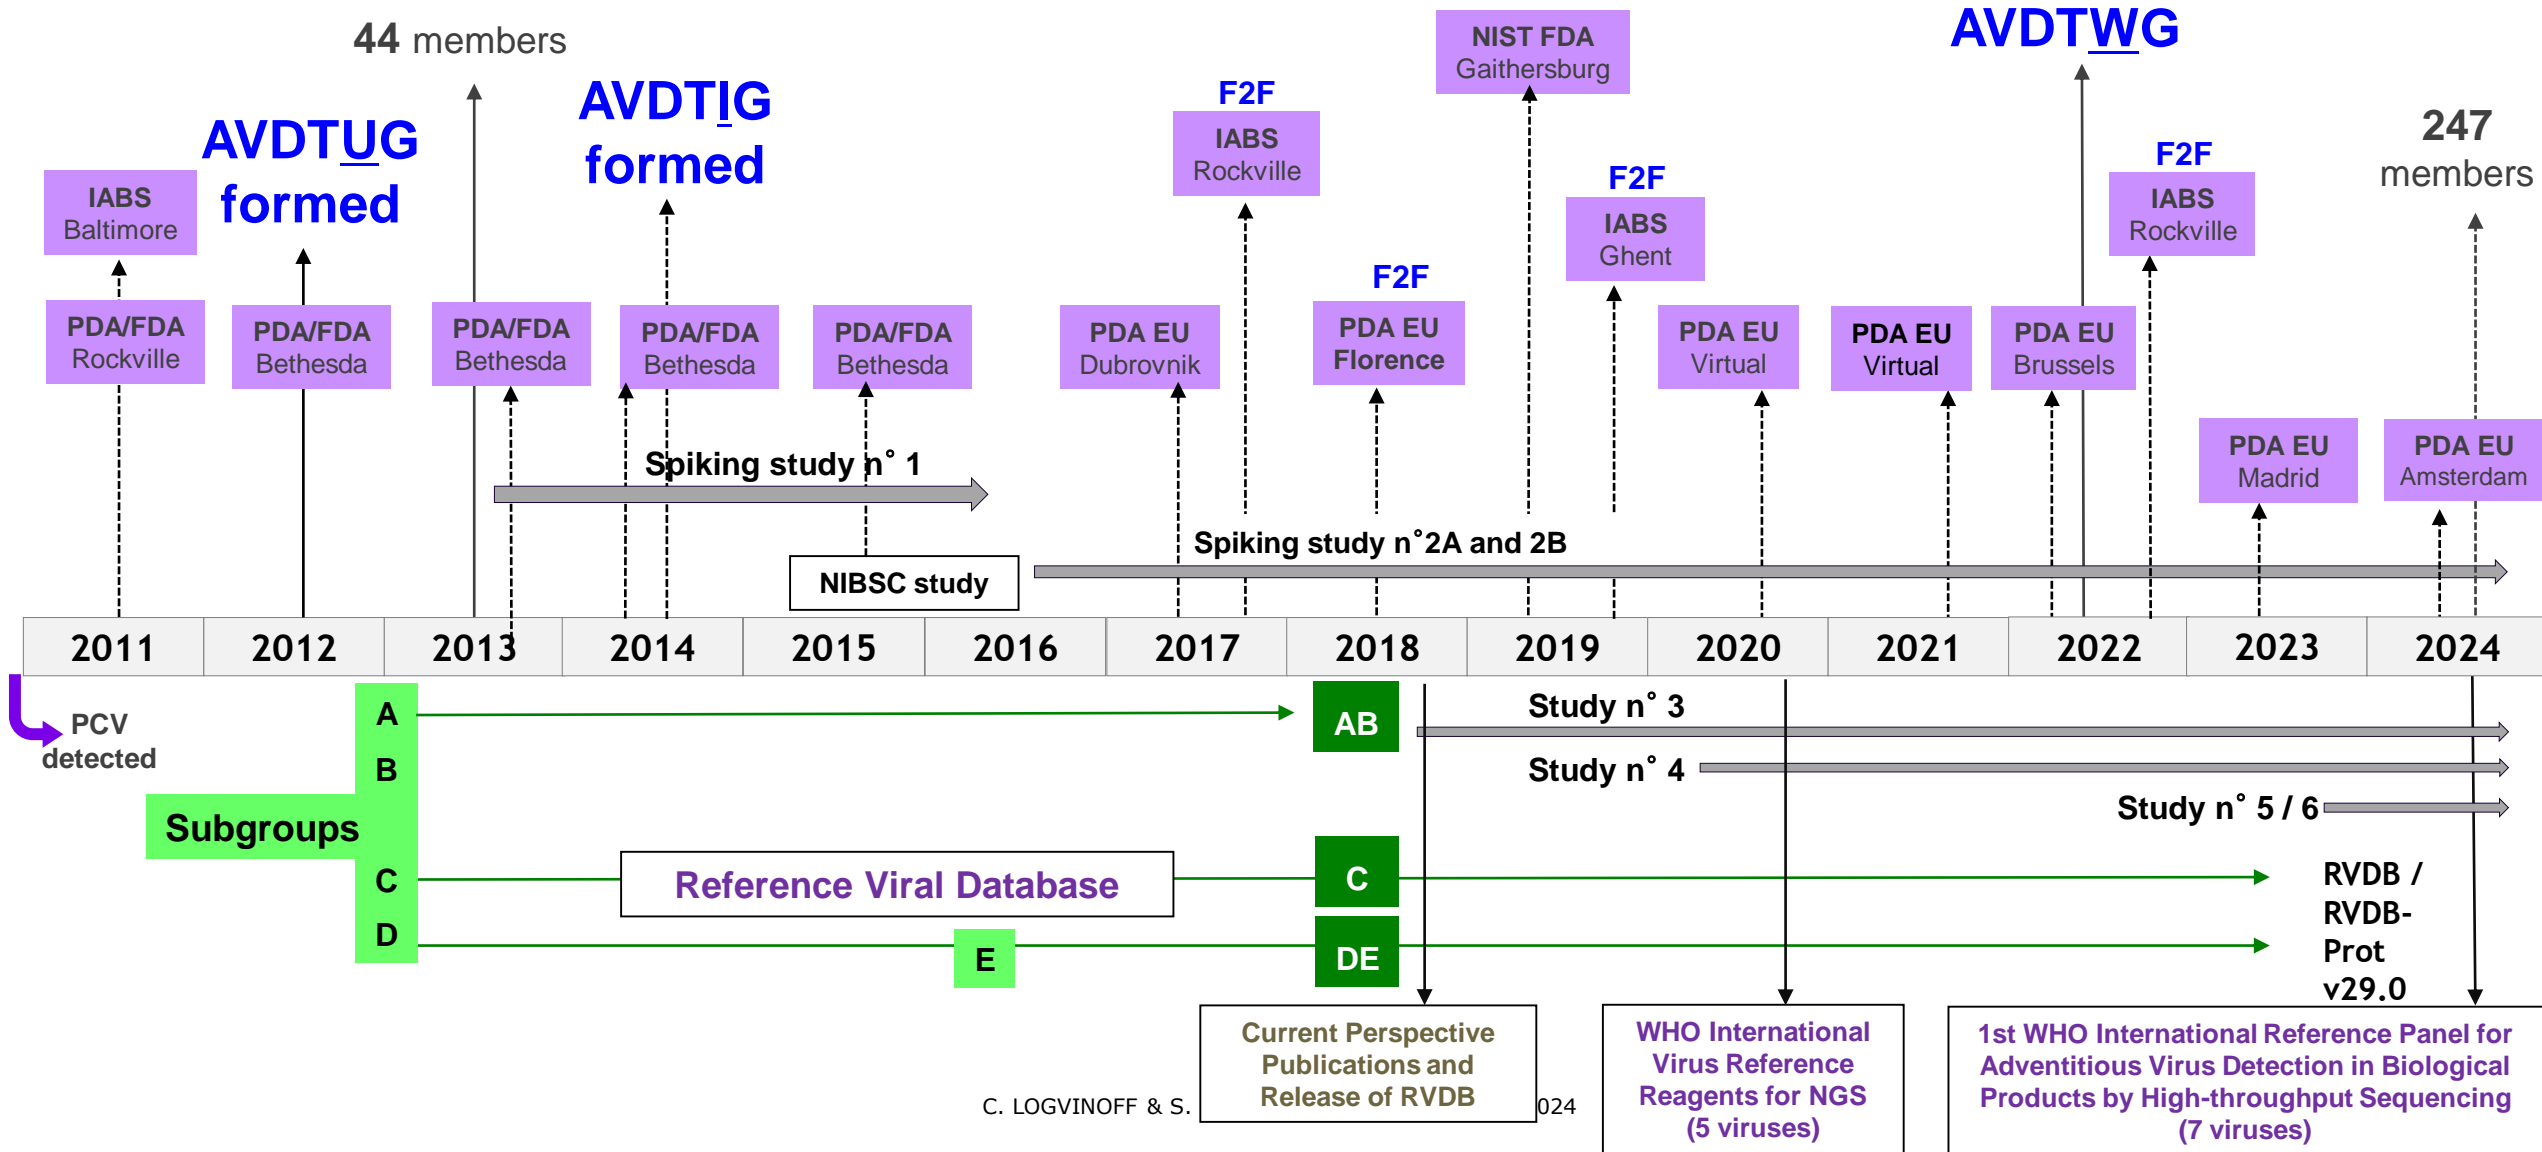 44 members
AVDTUG
formed
AVDTIG
formed
NIST FDA
Gaithersburg
AVDTWG
F2F
IABS
Rockville
F2F
IABS
Ghent
F2F
IABS
Rockville
247
members
IABS
Baltimore
F2F
PDA/FDA
Rockville
PDA/FDA
Bethesda
PDA/FDA
Bethesda
PDA/FDA
Bethesda
PDA/FDA
Bethesda
PDA EU
Dubrovnik
PDA EU
Florence
PDA EU
Virtual
PDA EU
Virtual
PDA EU
Brussels
PDA EU
Madrid
PDA EU
Amsterdam
Spiking study n° 1
Spiking study n°2A and 2B
NIBSC study
2011 2012 2013 2014 2015 2016 2017 2018 2019 2020 2021 2022 2023 2024
PCV
detected
Subgroups
A
B
C
D
E
Reference Viral Database
AB
C
DE
Study n° 3
Study n° 4
Study n° 5 / 6
RVDB /
RVDB-
Prot
v29.0
Current Perspective
Publications and
Release of RVDB
WHO International
Virus Reference
Reagents for NGS
(5 viruses)
1st WHO International Reference Panel for
Adventitious Virus Detection in Biological
Products by High-throughput Sequencing
(7 viruses)
C. LOGVINOFF & S. 024